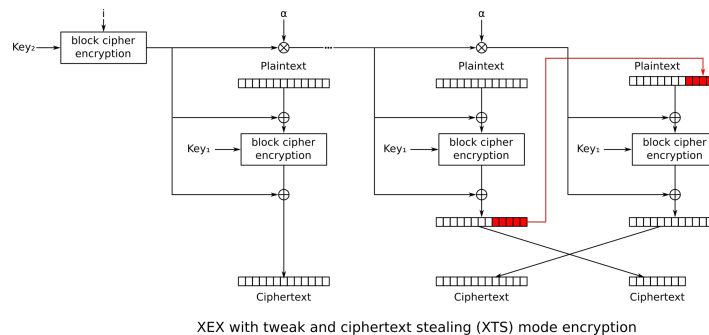 i
α
α
Key₂
block cipher
encryption
...
Plaintext
Plaintext
Plaintext
Key₁
block cipher
encryption
Key₁
block cipher
encryption
Key₁
block cipher
encryption
Ciphertext
Ciphertext
Ciphertext
XEX with tweak and ciphertext stealing (XTS) mode encryption